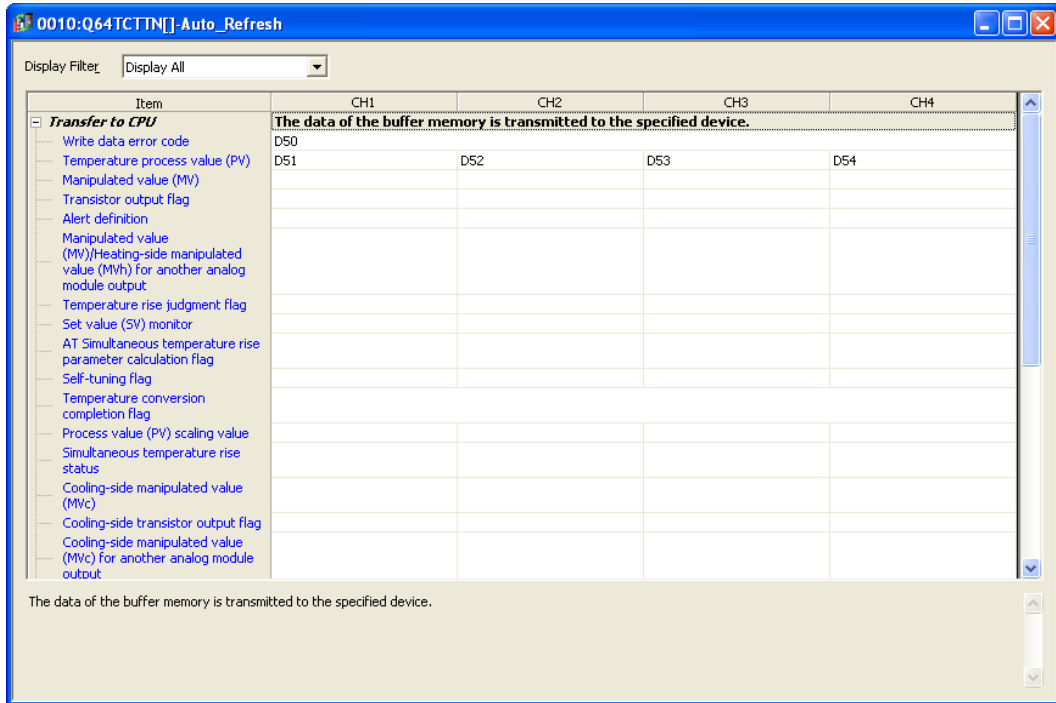 0010:Q64TCTTN[]-Auto_Refresh
Display Filter Display All
Item CH1 CH2 CH3 CH4
Transfer to CPU The data of the buffer memory is transmitted to the specified device.
Write data error code D50
Temperature process value (PV) D51 D52 D53 D54
Manipulated value (MV)
Transistor output flag
Alert definition
Manipulated value
(MV)/Heating-side manipulated
value (MVh) for another analog
module output
Temperature rise judgment flag
Set value (SV) monitor
AT Simultaneous temperature rise
parameter calculation flag
Self-tuning flag
Temperature conversion
completion flag
Process value (PV) scaling value
Simultaneous temperature rise
status
Cooling-side manipulated value
(MVc)
Cooling-side transistor output flag
Cooling-side manipulated value
(MVc) for another analog module
output
The data of the buffer memory is transmitted to the specified device.